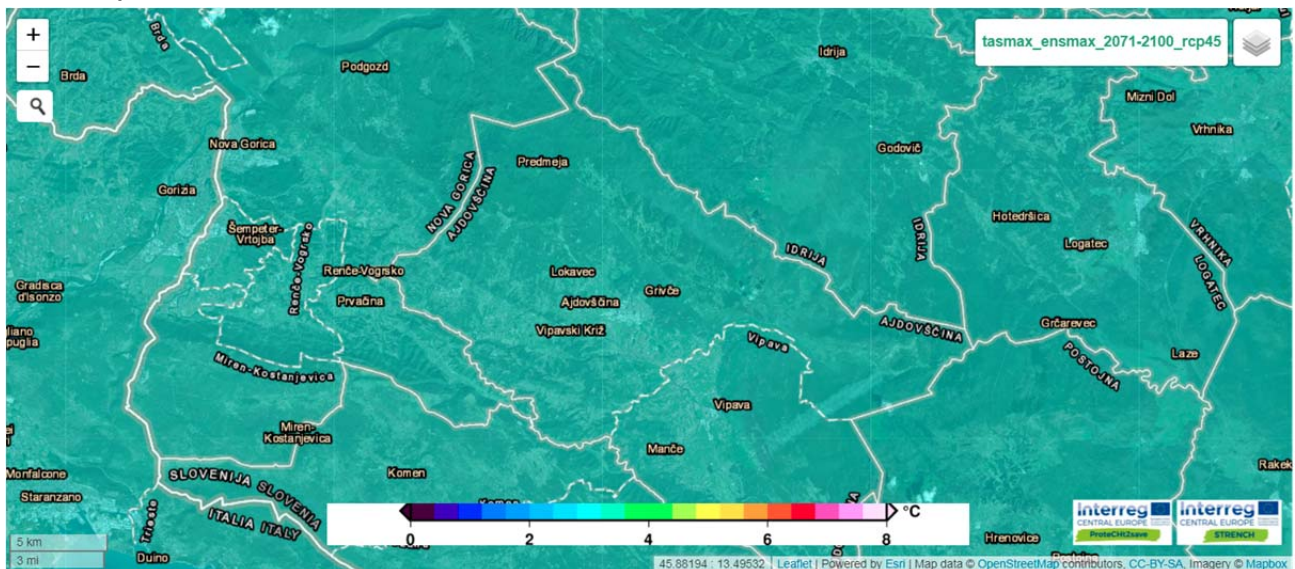 Brda
Idrija
tasmax_ensmax_2071-2100_rcp45
+
−
Brda
Podgozd
Mizni Dol
Vrhnika
Nova Gorica
Godovič
Predmeja
NOVA GORICA
AJDOVŠČINA
Gorizia
Hotedršica
Šempeter-
Vrtojba
Renče-Vogrsko
IDRIJA
IDRIJA
Logatec
VRHNIKA
LOGATEC
Renče-Vogrsko
Lokavec
Gradisca
d'Isonzo
Prvačina
Ajdovščina
Grivče
Vipavski Križ
AJDOVŠČINA
Grčarevec
Vipava
POSTOJNA
Laze
Miren-Kostanjevica
Vipava
Miren-
Kostanjevica
Manče
Monfalcone
Komen
Rakek
Staranzano
SLOVENIJA SLOVENIA
ITALIA ITALY
Trieste
Duino
0 2 4 6 8 °C
Hrenovice
Interreg
CENTRAL EUROPE
ProteCHt2save
Interreg
CENTRAL EUROPE
STRENCH
5 km
3 mi
45.88194 : 13.49532 | Leaflet | Powered by Esri | Map data © OpenStreetMap contributors, CC-BY-SA, Imagery © Mapbox